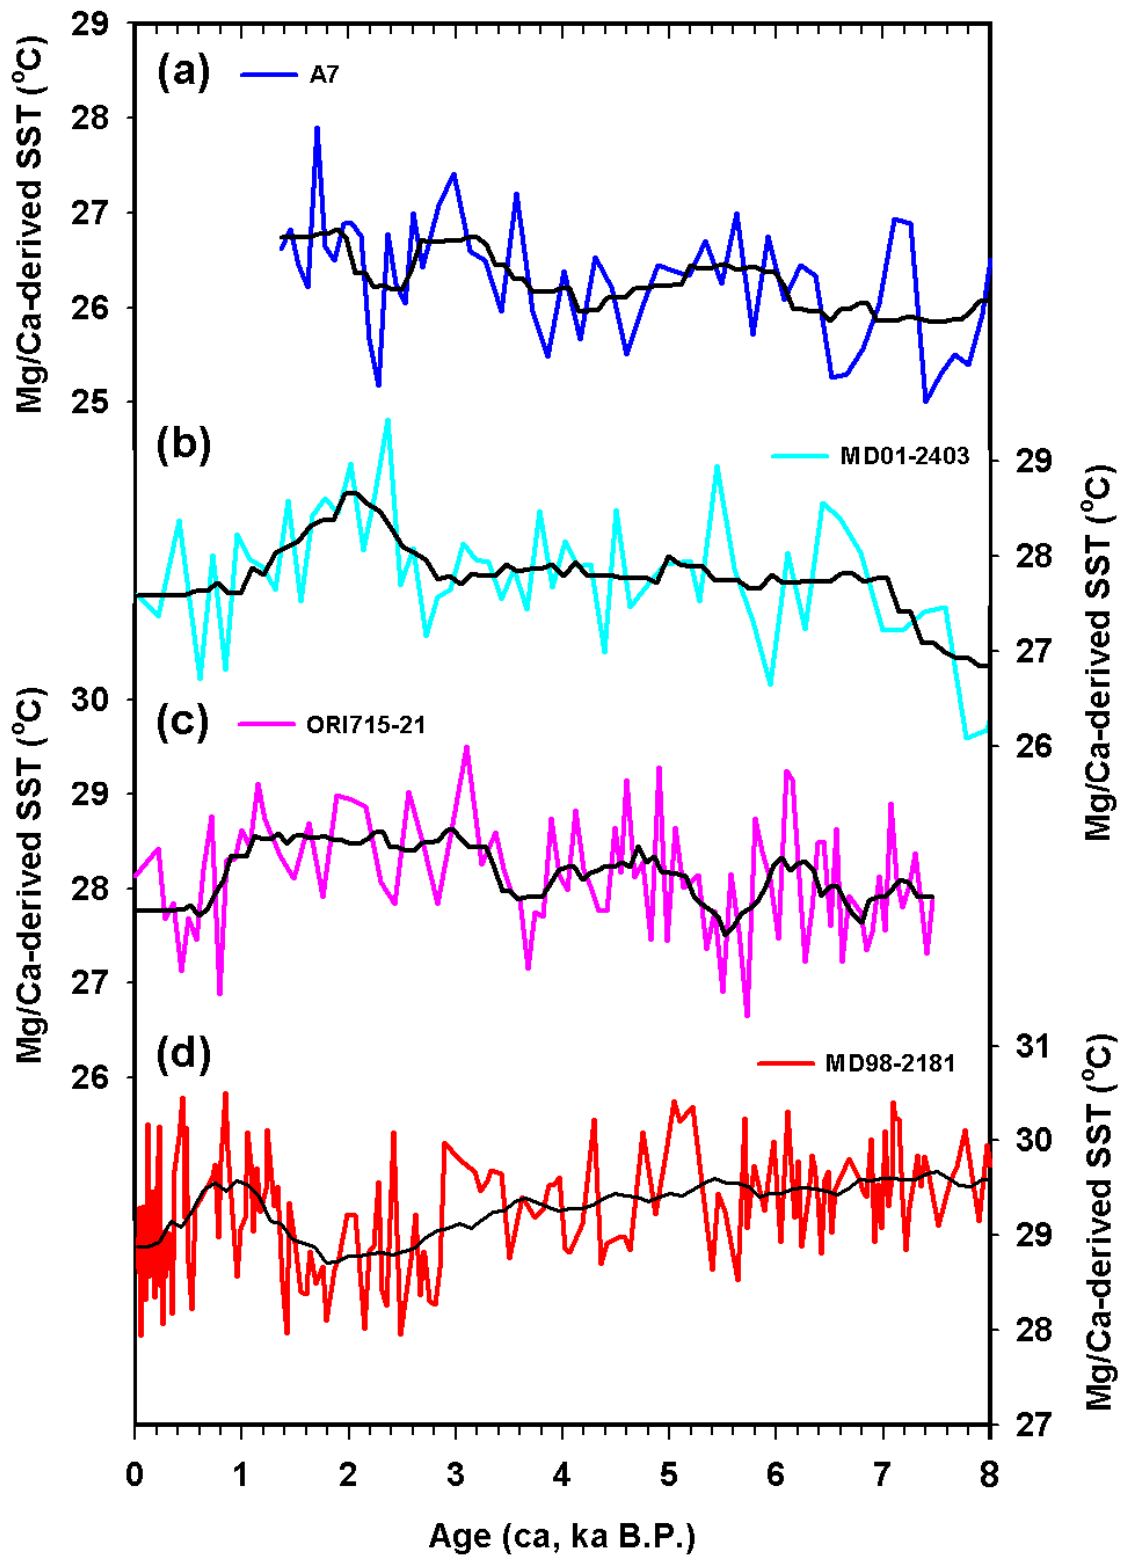 29
28
27
26
25
Mg/Ca-derived SST (°C)
(a)
A7
(b)
MD01-2403
29
28
27
26
Mg/Ca-derived SST (°C)
30
29
28
27
26
Mg/Ca-derived SST (°C)
(c)
ORI715-21
(d)
MD98-2181
31
30
29
28
27
Mg/Ca-derived SST (°C)
0 1 2 3 4 5 6 7 8
Age (ca, ka B.P.)